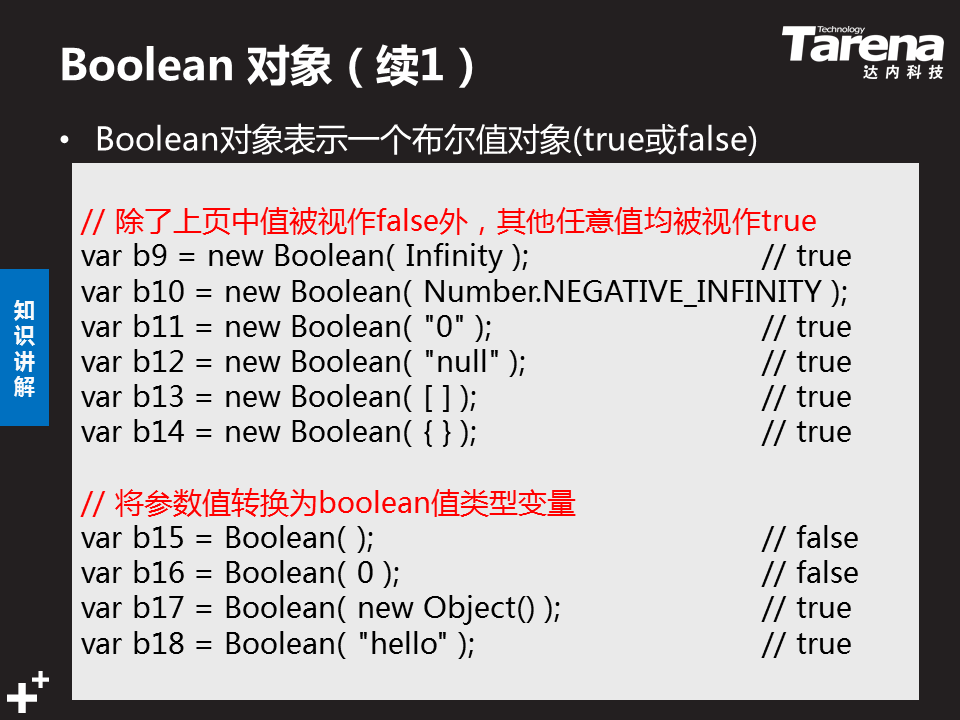 Boolean 对象（续1）
Technology
Tarena
达内科技
• Boolean对象表示一个布尔值对象(true或false)
// 除了上页中值被视作false外，其他任意值均被视作true
var b9 = new Boolean( Infinity ); // true
var b10 = new Boolean( Number.NEGATIVE_INFINITY );
var b11 = new Boolean( "0" ); // true
var b12 = new Boolean( "null" ); // true
var b13 = new Boolean( [ ] ); // true
var b14 = new Boolean( { } ); // true
// 将参数值转换为boolean值类型变量
var b15 = Boolean( ); // false
var b16 = Boolean( 0 ); // false
var b17 = Boolean( new Object() ); // true
var b18 = Boolean( "hello" ); // true
知识讲解